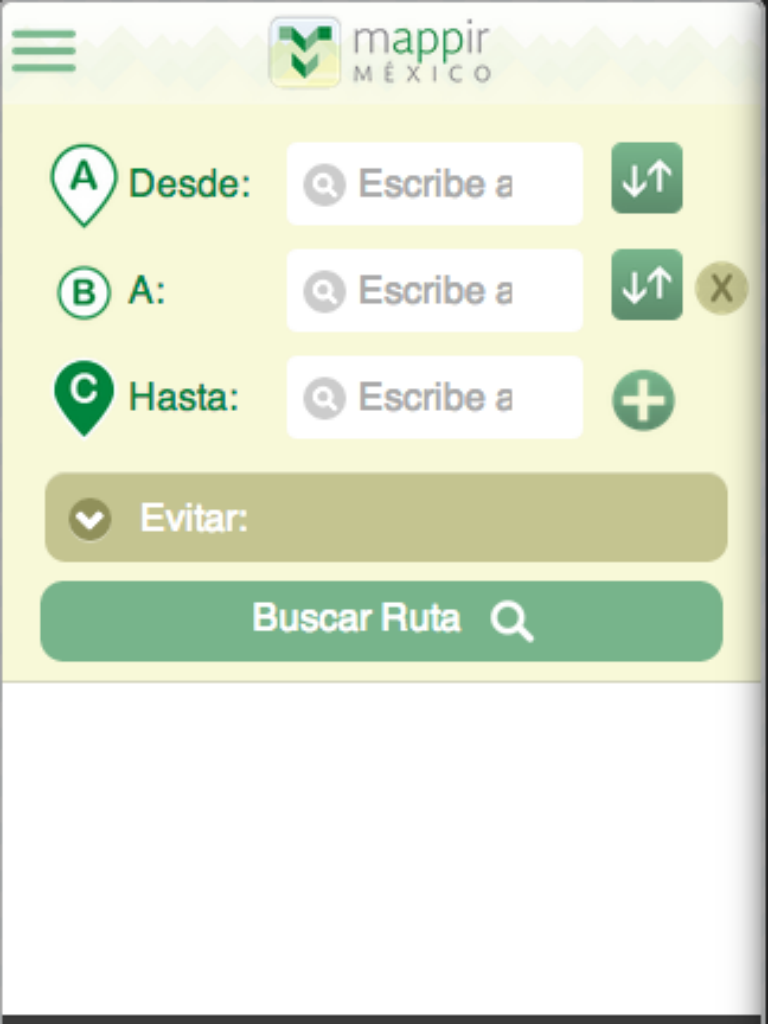 mappir
MÉXICO
A Desde: Escribe a
B A: Escribe a X
C Hasta: Escribe a
Evitar:
Buscar Ruta